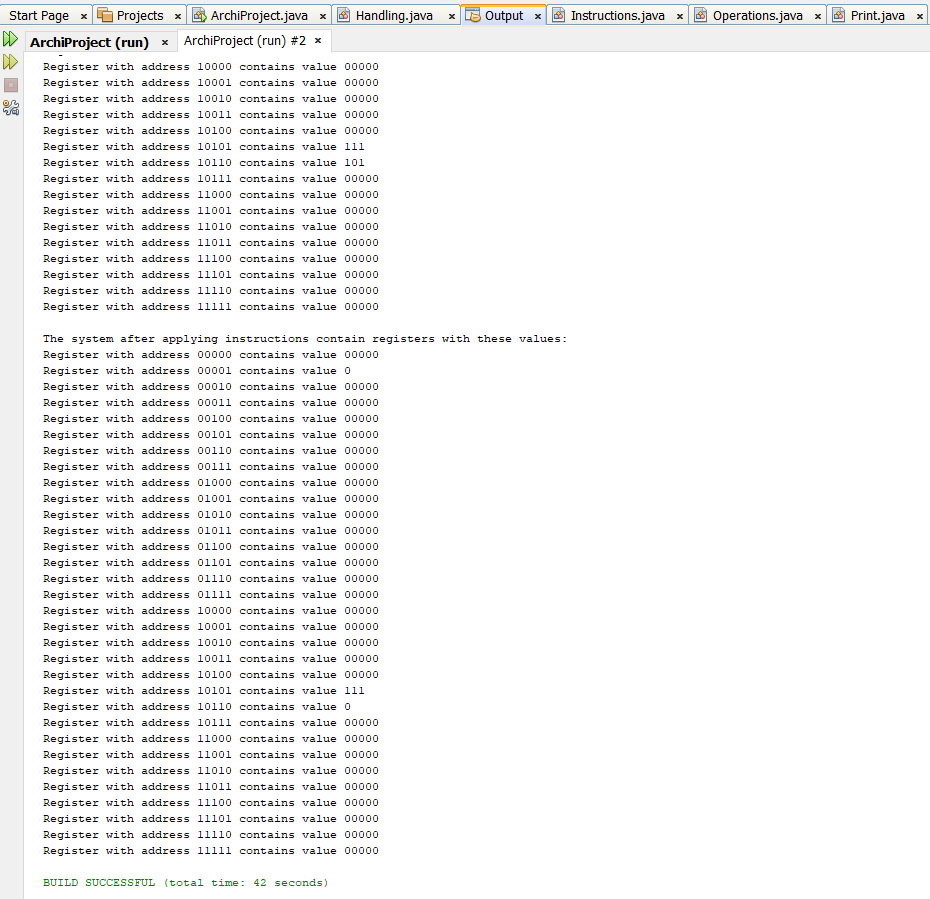 Start Page × Projects × ArchiProject.java × Handling.java × Output × Instructions.java × Operations.java × Print.java ×
ArchiProject (run) × ArchiProject (run) #2 ×
Register with address 10000 contains value 00000
Register with address 10001 contains value 00000
Register with address 10010 contains value 00000
Register with address 10011 contains value 00000
Register with address 10100 contains value 00000
Register with address 10101 contains value 111
Register with address 10110 contains value 101
Register with address 10111 contains value 00000
Register with address 11000 contains value 00000
Register with address 11001 contains value 00000
Register with address 11010 contains value 00000
Register with address 11011 contains value 00000
Register with address 11100 contains value 00000
Register with address 11101 contains value 00000
Register with address 11110 contains value 00000
Register with address 11111 contains value 00000
The system after applying instructions contain registers with these values:
Register with address 00000 contains value 00000
Register with address 00001 contains value 0
Register with address 00010 contains value 00000
Register with address 00011 contains value 00000
Register with address 00100 contains value 00000
Register with address 00101 contains value 00000
Register with address 00110 contains value 00000
Register with address 00111 contains value 00000
Register with address 01000 contains value 00000
Register with address 01001 contains value 00000
Register with address 01010 contains value 00000
Register with address 01011 contains value 00000
Register with address 01100 contains value 00000
Register with address 01101 contains value 00000
Register with address 01110 contains value 00000
Register with address 01111 contains value 00000
Register with address 10000 contains value 00000
Register with address 10001 contains value 00000
Register with address 10010 contains value 00000
Register with address 10011 contains value 00000
Register with address 10100 contains value 00000
Register with address 10101 contains value 111
Register with address 10110 contains value 0
Register with address 10111 contains value 00000
Register with address 11000 contains value 00000
Register with address 11001 contains value 00000
Register with address 11010 contains value 00000
Register with address 11011 contains value 00000
Register with address 11100 contains value 00000
Register with address 11101 contains value 00000
Register with address 11110 contains value 00000
Register with address 11111 contains value 00000
BUILD SUCCESSFUL (total time: 42 seconds)